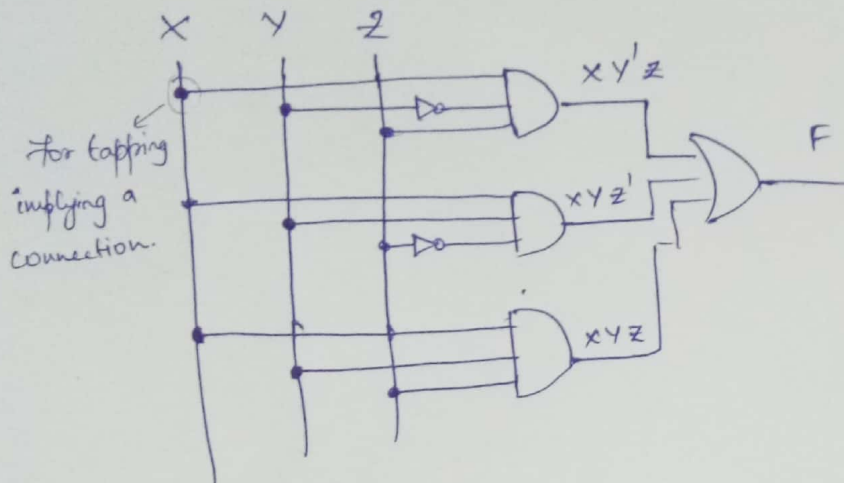 X Y Z
XY'Z
F
For tapping
implying a
connection.
XYZ'
XYZ